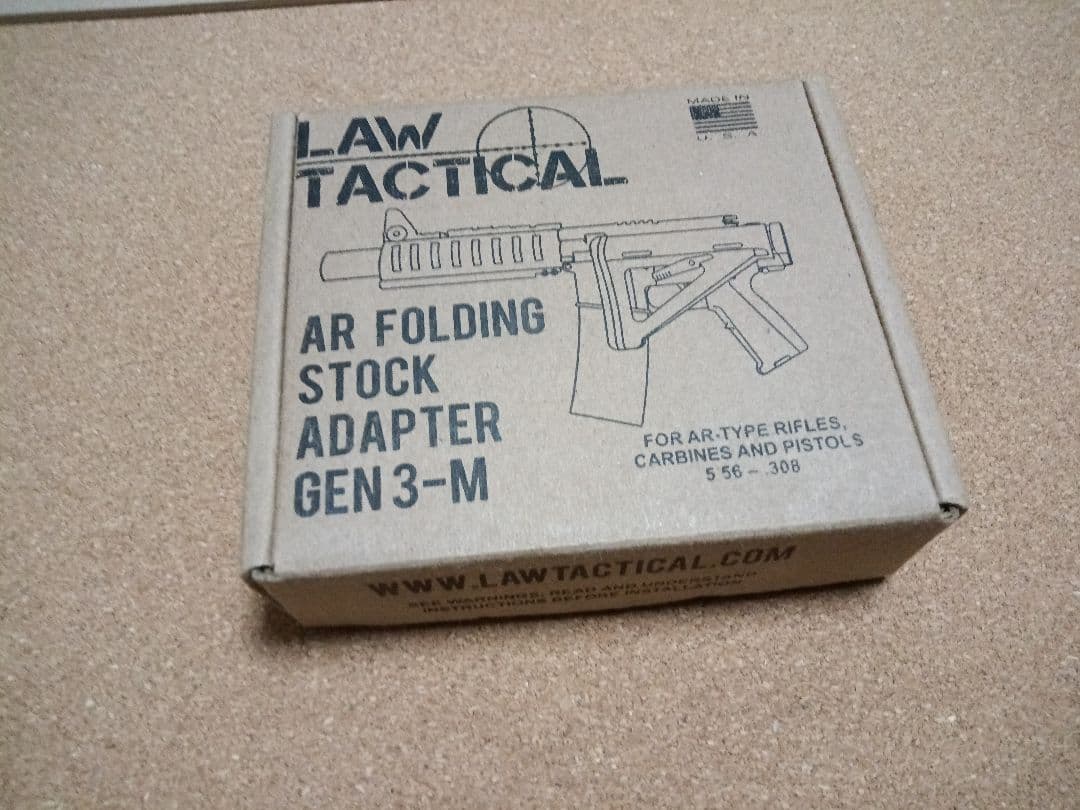 LAW
TACTICAL
MADE IN
U.S.A
AR FOLDING
STOCK
ADAPTER
GEN 3-M
FOR AR-TYPE RIFLES,
CARBINES AND PISTOLS
5 56 - .308
WWW.LAWTACTICAL.COM
SEE WARNINGS, READ AND UNDERSTAND
INSTRUCTIONS BEFORE INSTALLATION